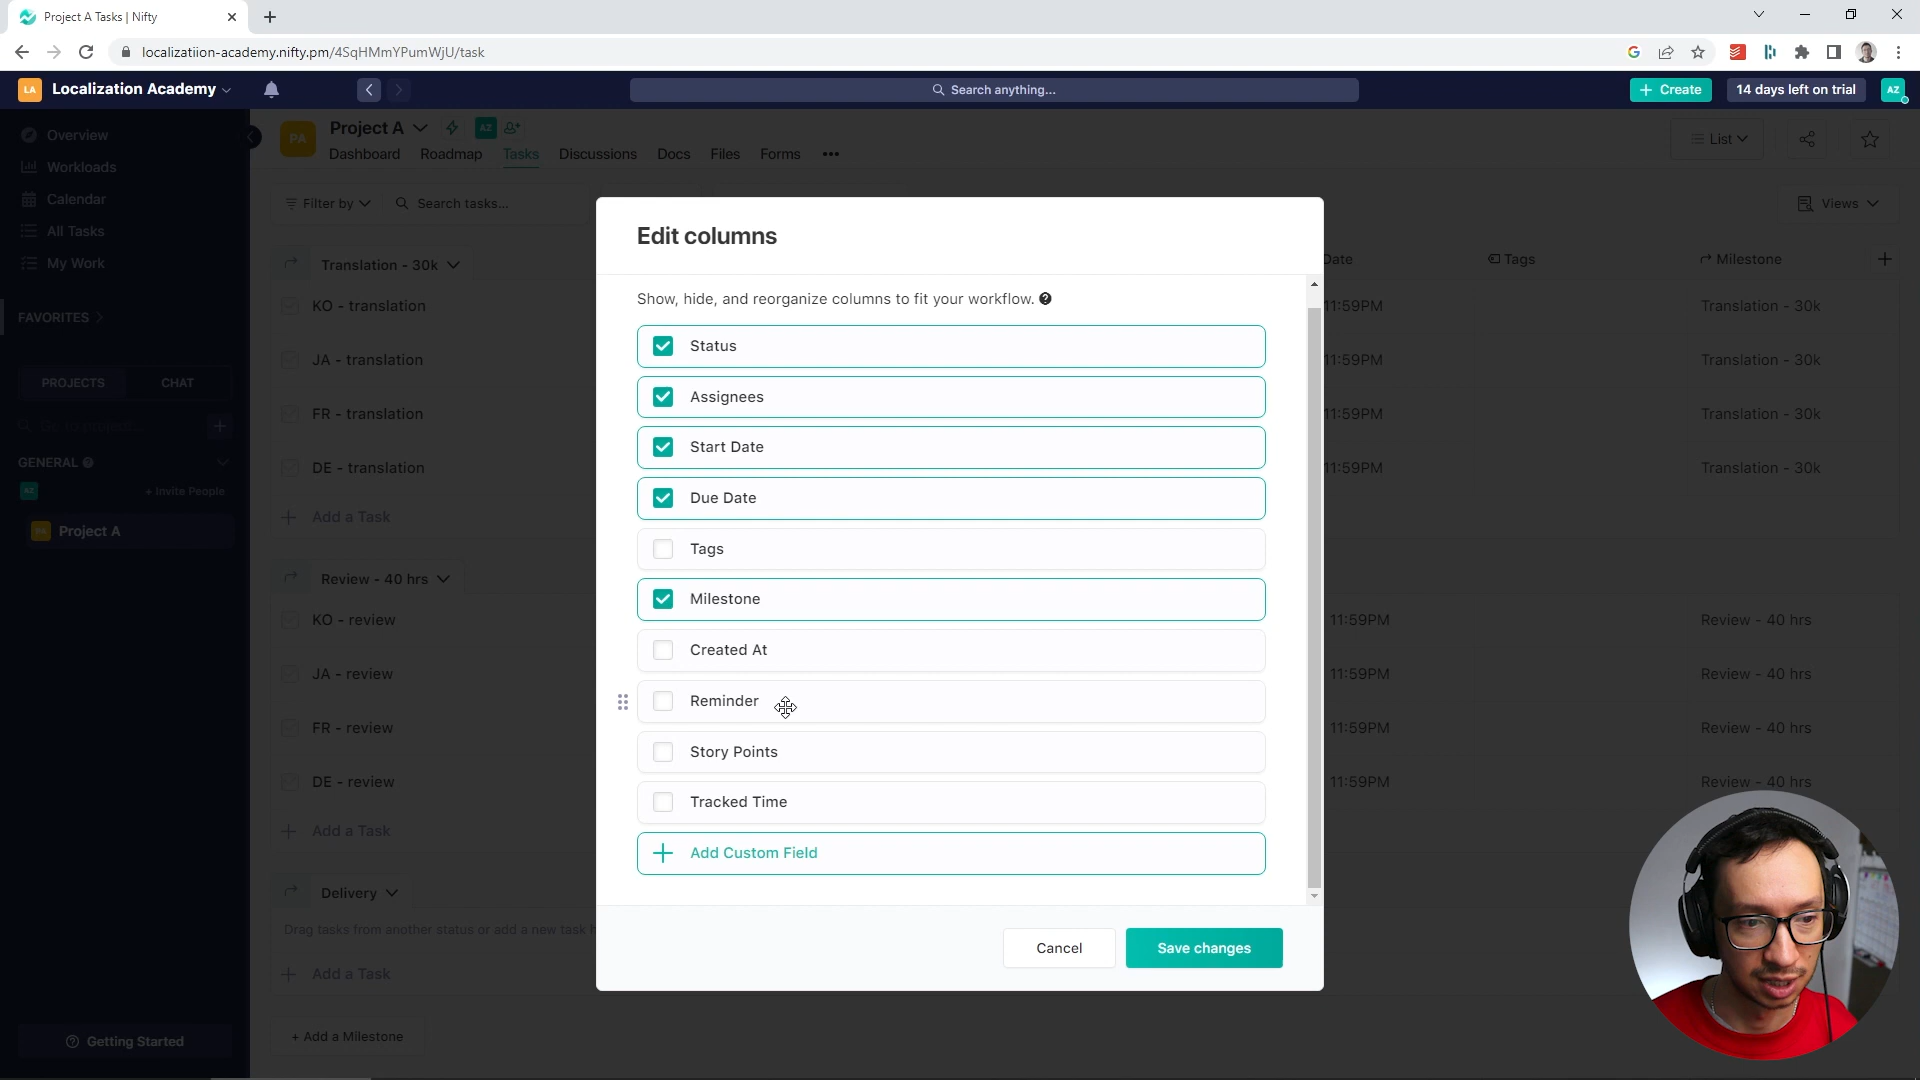 Project A Tasks | Nifty
localizatiion-academy.nifty.pm/4SqHMmYPumWjU/task
LA Localization Academy
Search anything...
+ Create
14 days left on trial
AZ
Overview
Workloads
Calendar
All Tasks
My Work
FAVORITES
PROJECTS
CHAT
GENERAL
+ Invite People
Project A
Getting Started
PA
Project A
AZ
Dashboard
Roadmap
Tasks
Discussions
Docs
Files
Forms
List
Filter by
Search tasks...
Views
Translation - 30k
Date
Tags
Milestone
KO - translation
11:59PM
Translation - 30k
JA - translation
11:59PM
Translation - 30k
FR - translation
11:59PM
Translation - 30k
DE - translation
11:59PM
Translation - 30k
+ Add a Task
Review - 40 hrs
KO - review
11:59PM
Review - 40 hrs
JA - review
11:59PM
Review - 40 hrs
FR - review
11:59PM
Review - 40 hrs
DE - review
11:59PM
Review - 40 hrs
+ Add a Task
Delivery
Drag tasks from another status or add a new task h
+ Add a Task
+ Add a Milestone
Edit columns
Show, hide, and reorganize columns to fit your workflow.
Status
Assignees
Start Date
Due Date
Tags
Milestone
Created At
Reminder
Story Points
Tracked Time
+ Add Custom Field
Cancel
Save changes